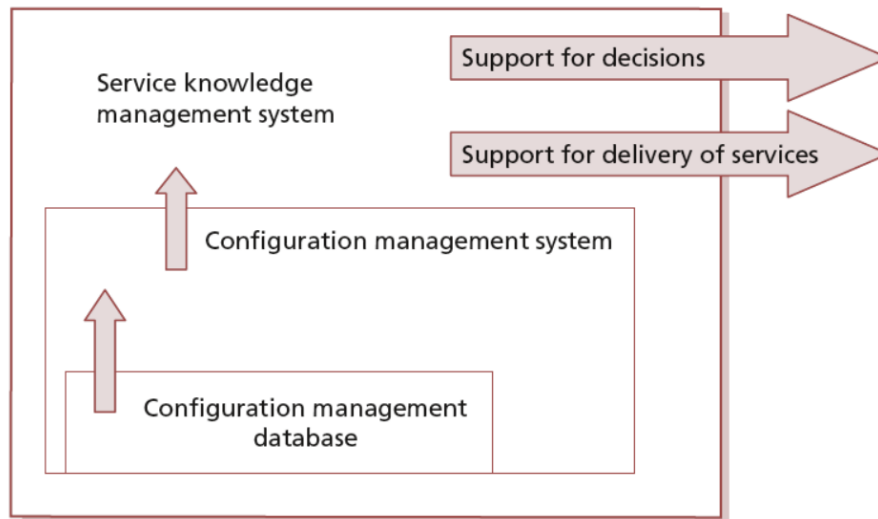 Support for decisions
Service knowledge
management system
Support for delivery of services
Configuration management system
Configuration management
database